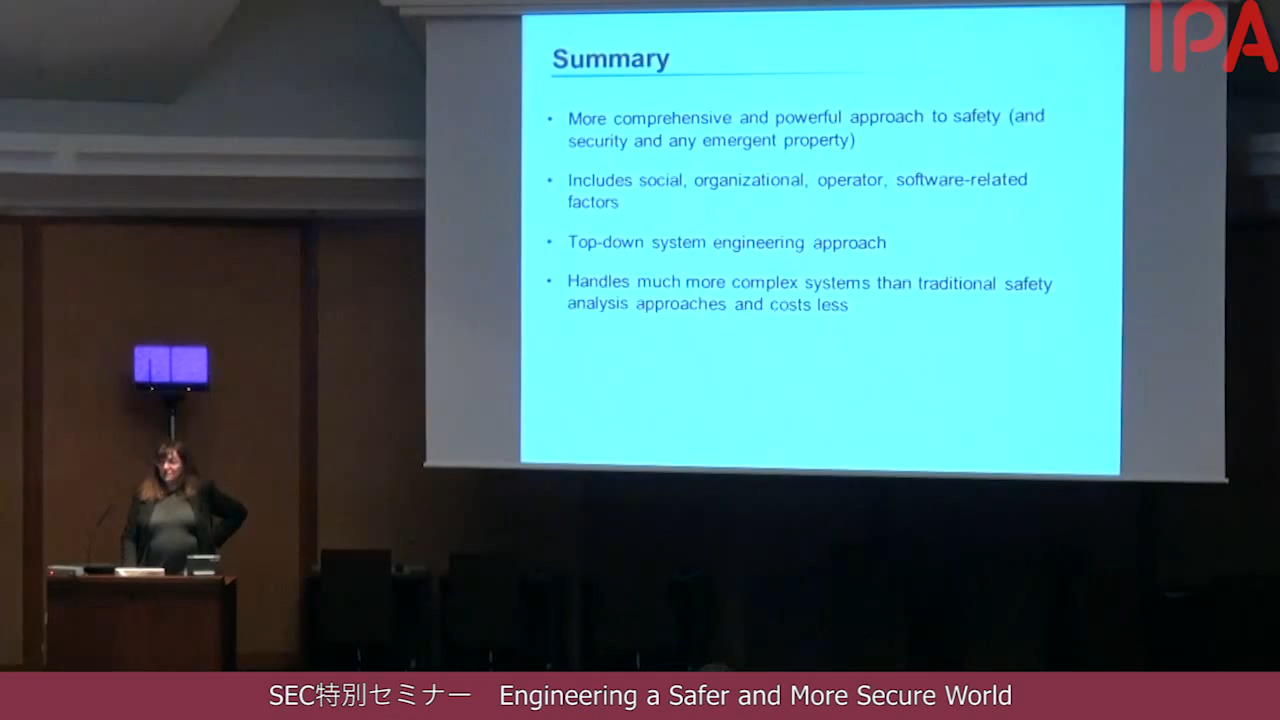 IPA
Summary
• More comprehensive and powerful approach to safety (and
security and any emergent property)
• Includes social, organizational, operator, software-related
factors
• Top-down system engineering approach
• Handles much more complex systems than traditional safety
analysis approaches and costs less
SEC特別セミナー Engineering a Safer and More Secure World